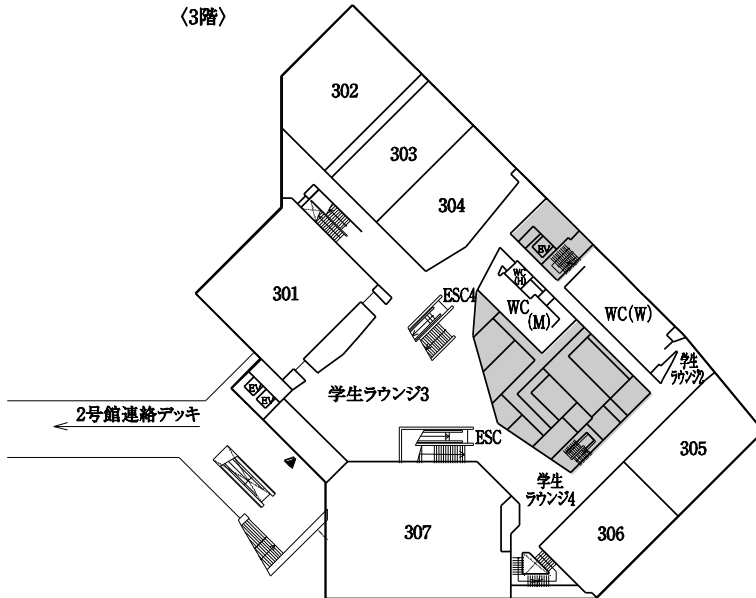 〈3階〉
302
303
304
EV
WC
(H)
WC
(M)
WC(W)
301
ESC4
学生
ラウンジ2
EV
EV
学生ラウンジ3
2号館連絡デッキ
ESC
305
学生
ラウンジ4
306
307